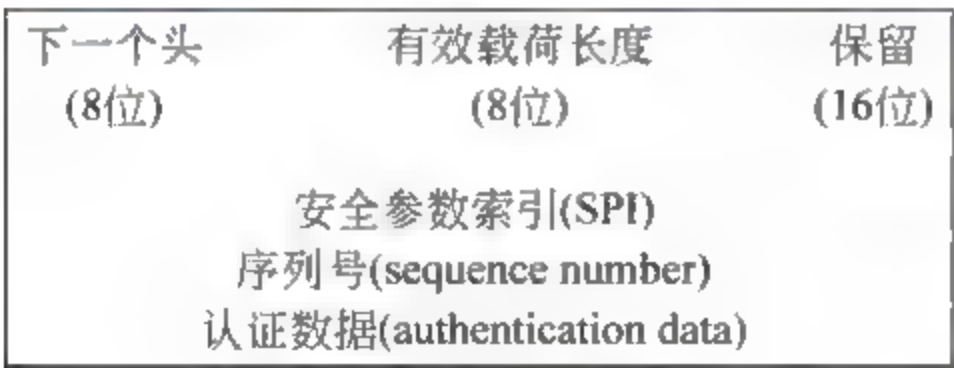 下一个头 有效载荷长度 保留
(8位) (8位) (16位)
安全参数索引(SPI)
序列号(sequence number)
认证数据(authentication data)